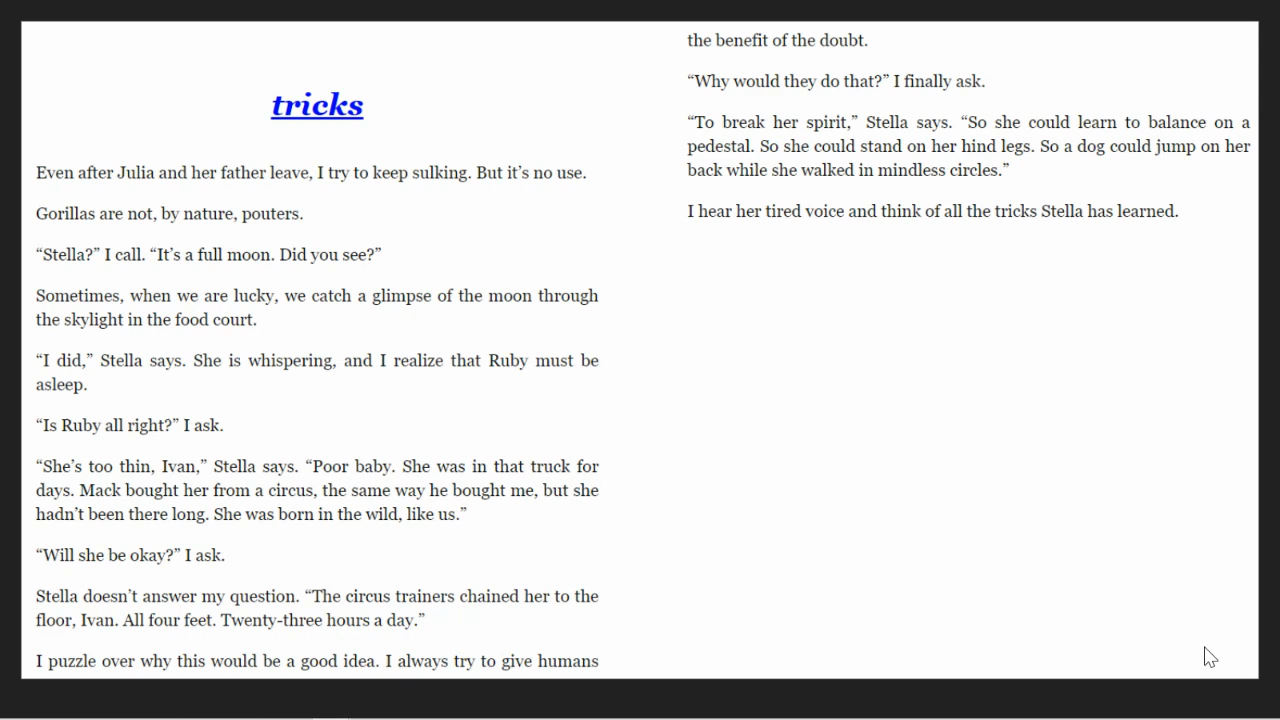 tricks
Even after Julia and her father leave, I try to keep sulking. But it’s no use.
Gorillas are not, by nature, pouters.
“Stella?” I call. “It’s a full moon. Did you see?”
Sometimes, when we are lucky, we catch a glimpse of the moon through
the skylight in the food court.
“I did,” Stella says. She is whispering, and I realize that Ruby must be
asleep.
“Is Ruby all right?” I ask.
“She’s too thin, Ivan,” Stella says. “Poor baby. She was in that truck for
days. Mack bought her from a circus, the same way he bought me, but she
hadn’t been there long. She was born in the wild, like us.”
“Will she be okay?” I ask.
Stella doesn’t answer my question. “The circus trainers chained her to the
floor, Ivan. All four feet. Twenty-three hours a day.”
I puzzle over why this would be a good idea. I always try to give humans
the benefit of the doubt.
“Why would they do that?” I finally ask.
“To break her spirit,” Stella says. “So she could learn to balance on a
pedestal. So she could stand on her hind legs. So a dog could jump on her
back while she walked in mindless circles.”
I hear her tired voice and think of all the tricks Stella has learned.